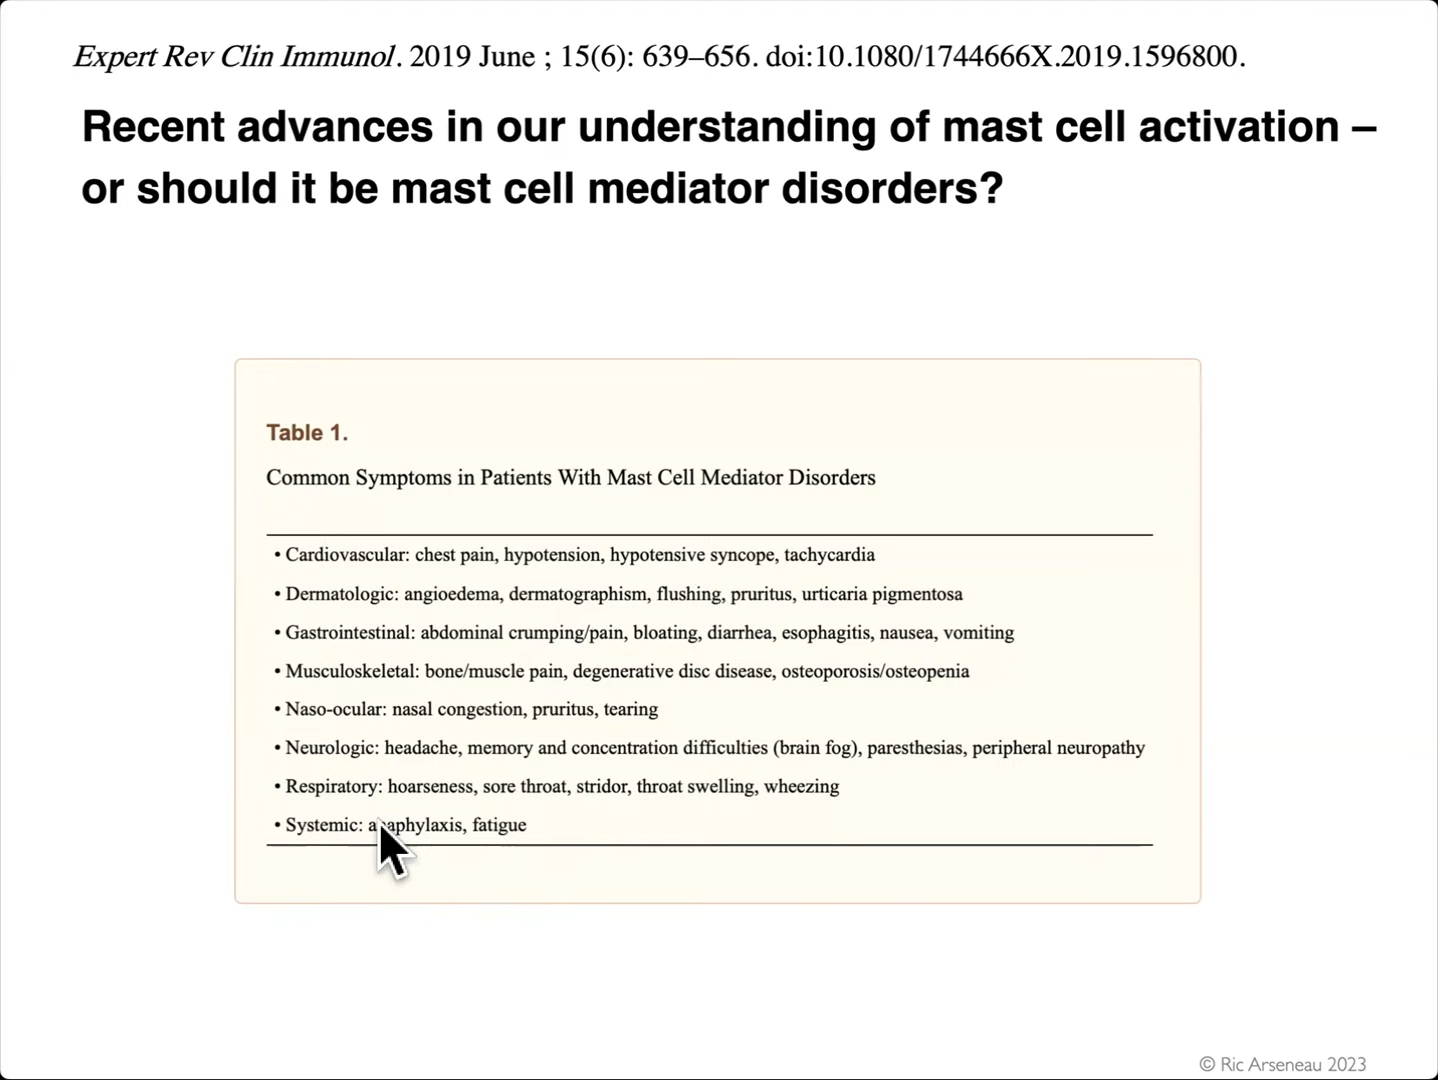 Expert Rev Clin Immunol. 2019 June ; 15(6): 639–656. doi:10.1080/1744666X.2019.1596800.
Recent advances in our understanding of mast cell activation –
or should it be mast cell mediator disorders?
Table 1.
Common Symptoms in Patients With Mast Cell Mediator Disorders
• Cardiovascular: chest pain, hypotension, hypotensive syncope, tachycardia
• Dermatologic: angioedema, dermatographism, flushing, pruritus, urticaria pigmentosa
• Gastrointestinal: abdominal crumping/pain, bloating, diarrhea, esophagitis, nausea, vomiting
• Musculoskeletal: bone/muscle pain, degenerative disc disease, osteoporosis/osteopenia
• Naso-ocular: nasal congestion, pruritus, tearing
• Neurologic: headache, memory and concentration difficulties (brain fog), paresthesias, peripheral neuropathy
• Respiratory: hoarseness, sore throat, stridor, throat swelling, wheezing
• Systemic: anaphylaxis, fatigue
© Ric Arseneau 2023